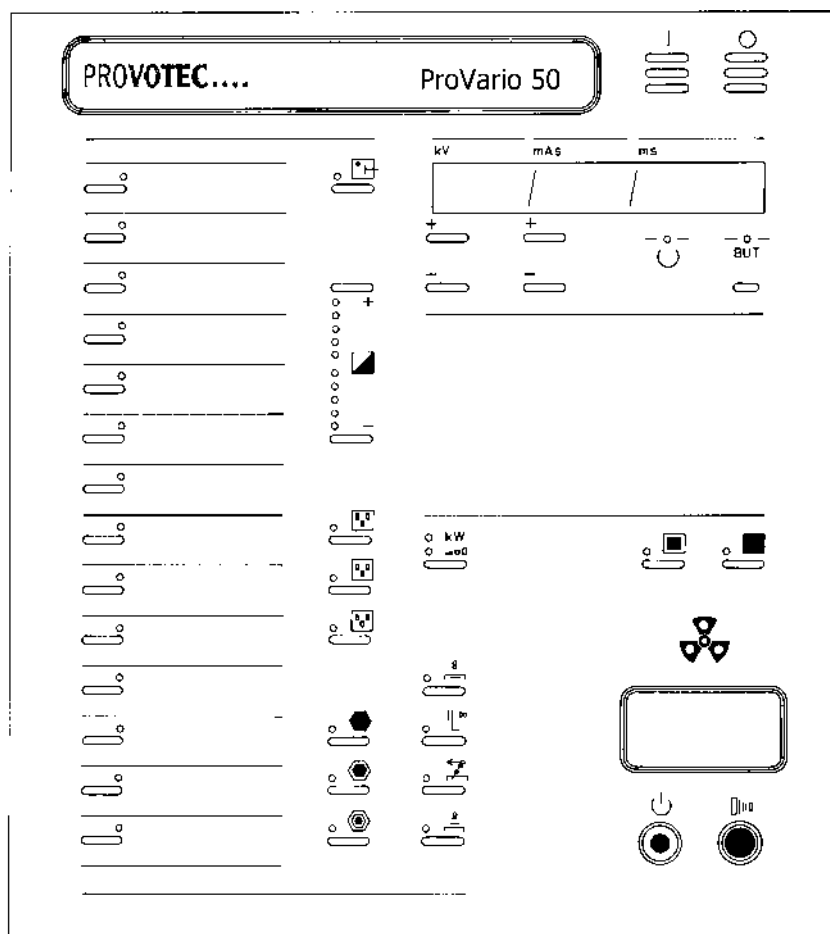 PROVOTEC....
ProVario 50
kV
mAs
ms
+
+
-
-
BUT
+
-
kW